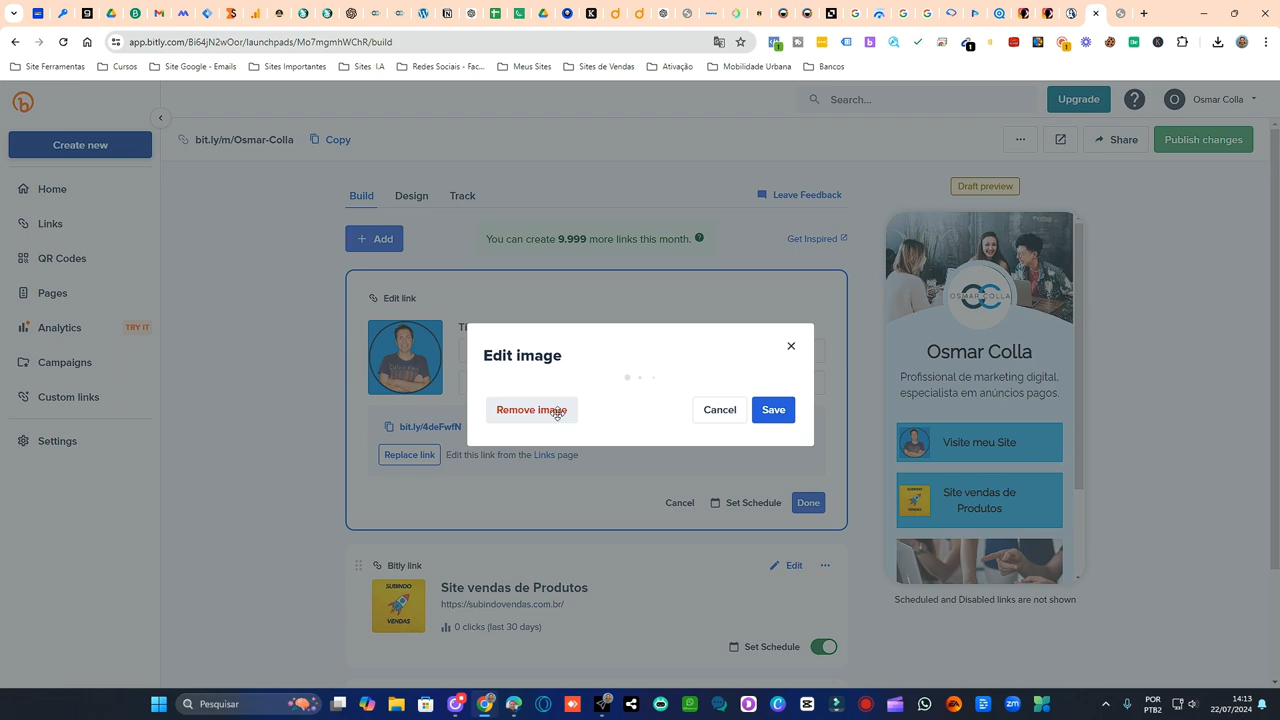 app.bitly.com/Bi64jN2wOor/launchpads/Mo7mgmhWChR/build
Site Ferramentas
Cursos
Site Google - Emails
Sites Importantes
Sites I.A
Redes Sociais - Fac...
Meus Sites
Sites de Vendas
Ativação
Mobilidade Urbana
Bancos
Search...
Upgrade
O
Osmar Colla
Create new
bit.ly/m/Osmar-Colla
Copy
Share
Publish changes
Home
Links
QR Codes
Pages
Analytics
TRY IT
Campaigns
Custom links
Settings
Build
Design
Track
Leave Feedback
Add
You can create 9.999 more links this month.
Get Inspired
Edit link
Edit image
Remove image
Cancel
Save
bit.ly/4deFwfN
Replace link
Edit this link from the Links page
Cancel
Set Schedule
Done
Bitly link
Edit
SUBINDO
VENDAS
Site vendas de Produtos
https://subindovendas.com.br/
0 clicks (last 30 days)
Set Schedule
Draft preview
OSMAR COLLA
Osmar Colla
Profissional de marketing digital,
especialista em anúncios pagos.
Visite meu Site
SUBINDO
VENDAS
Site vendas de
Produtos
Scheduled and Disabled links are not shown
Pesquisar
POR
PTB2
14:13
22/07/2024